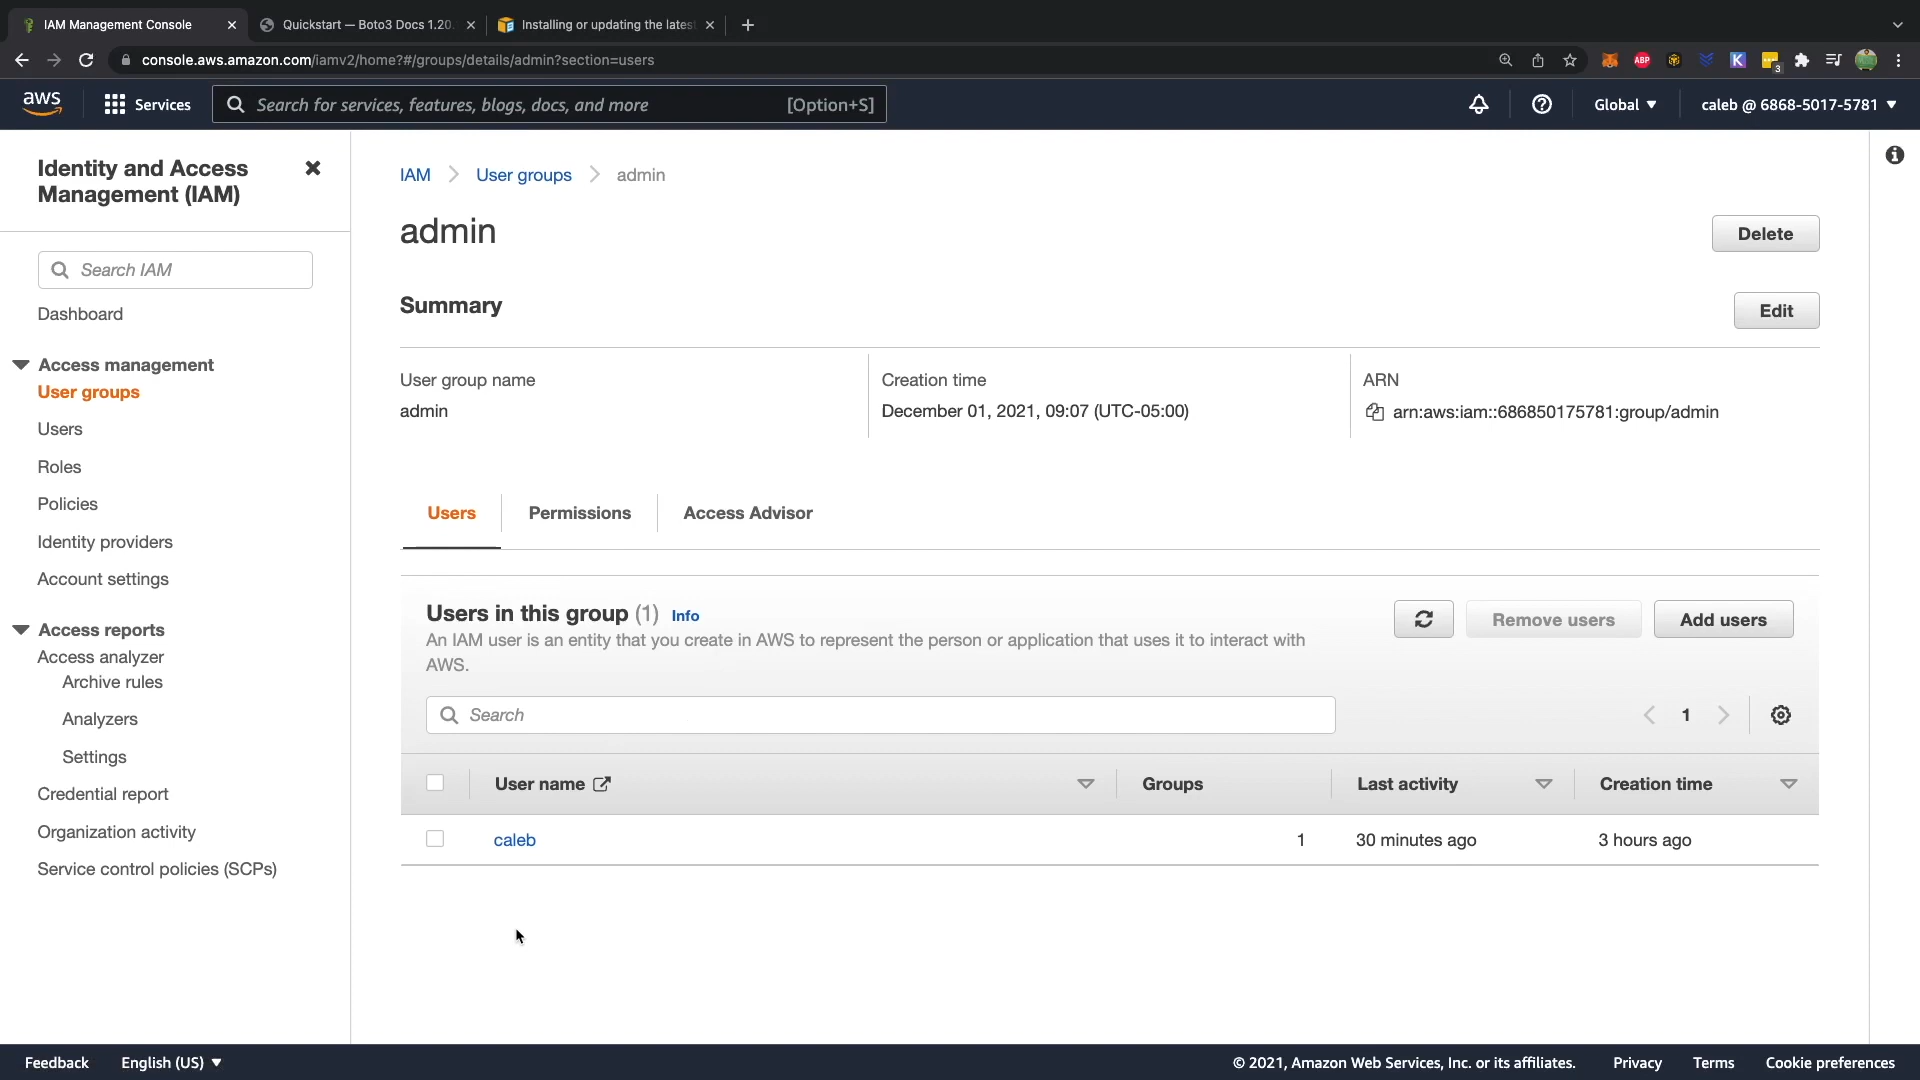 IAM Management Console
Quickstart — Boto3 Docs 1.20.
Installing or updating the lates
console.aws.amazon.com/iamv2/home?#/groups/details/admin?section=users
ABP
K
3
aws
Services
Search for services, features, blogs, docs, and more
[Option+S]
Global
caleb @ 6868-5017-5781
Identity and Access
Management (IAM)
Search IAM
Dashboard
Access management
User groups
Users
Roles
Policies
Identity providers
Account settings
Access reports
Access analyzer
Archive rules
Analyzers
Settings
Credential report
Organization activity
Service control policies (SCPs)
IAM
User groups
admin
admin
Delete
Summary
Edit
User group name
admin
Creation time
December 01, 2021, 09:07 (UTC-05:00)
ARN
arn:aws:iam::686850175781:group/admin
Users
Permissions
Access Advisor
Users in this group (1) Info
An IAM user is an entity that you create in AWS to represent the person or application that uses it to interact with
AWS.
Remove users
Add users
Search
1
User name
Groups
Last activity
Creation time
caleb
1
30 minutes ago
3 hours ago
Feedback
English (US)
© 2021, Amazon Web Services, Inc. or its affiliates.
Privacy
Terms
Cookie preferences